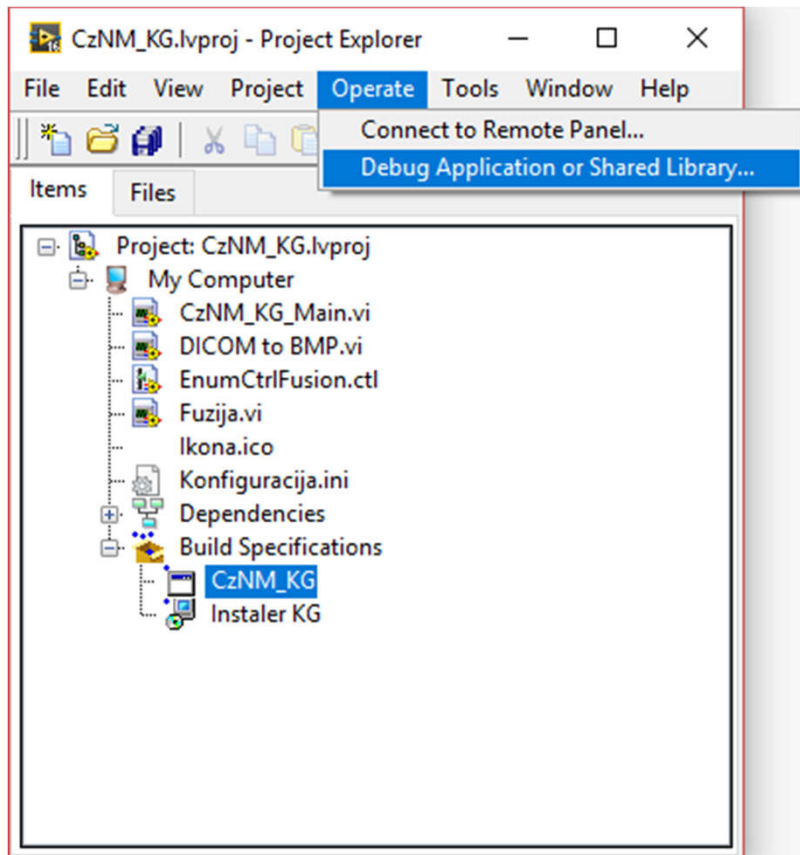 CzNM_KG.lvproj - Project Explorer
File Edit View Project Operate Tools Window Help
Connect to Remote Panel...
Debug Application or Shared Library...
Items Files
Project: CzNM_KG.lvproj
My Computer
CzNM_KG_Main.vi
DICOM to BMP.vi
EnumCtrlFusion.ctl
Fuzija.vi
Ikona.ico
Konfiguracija.ini
Dependencies
Build Specifications
CzNM_KG
Instaler KG